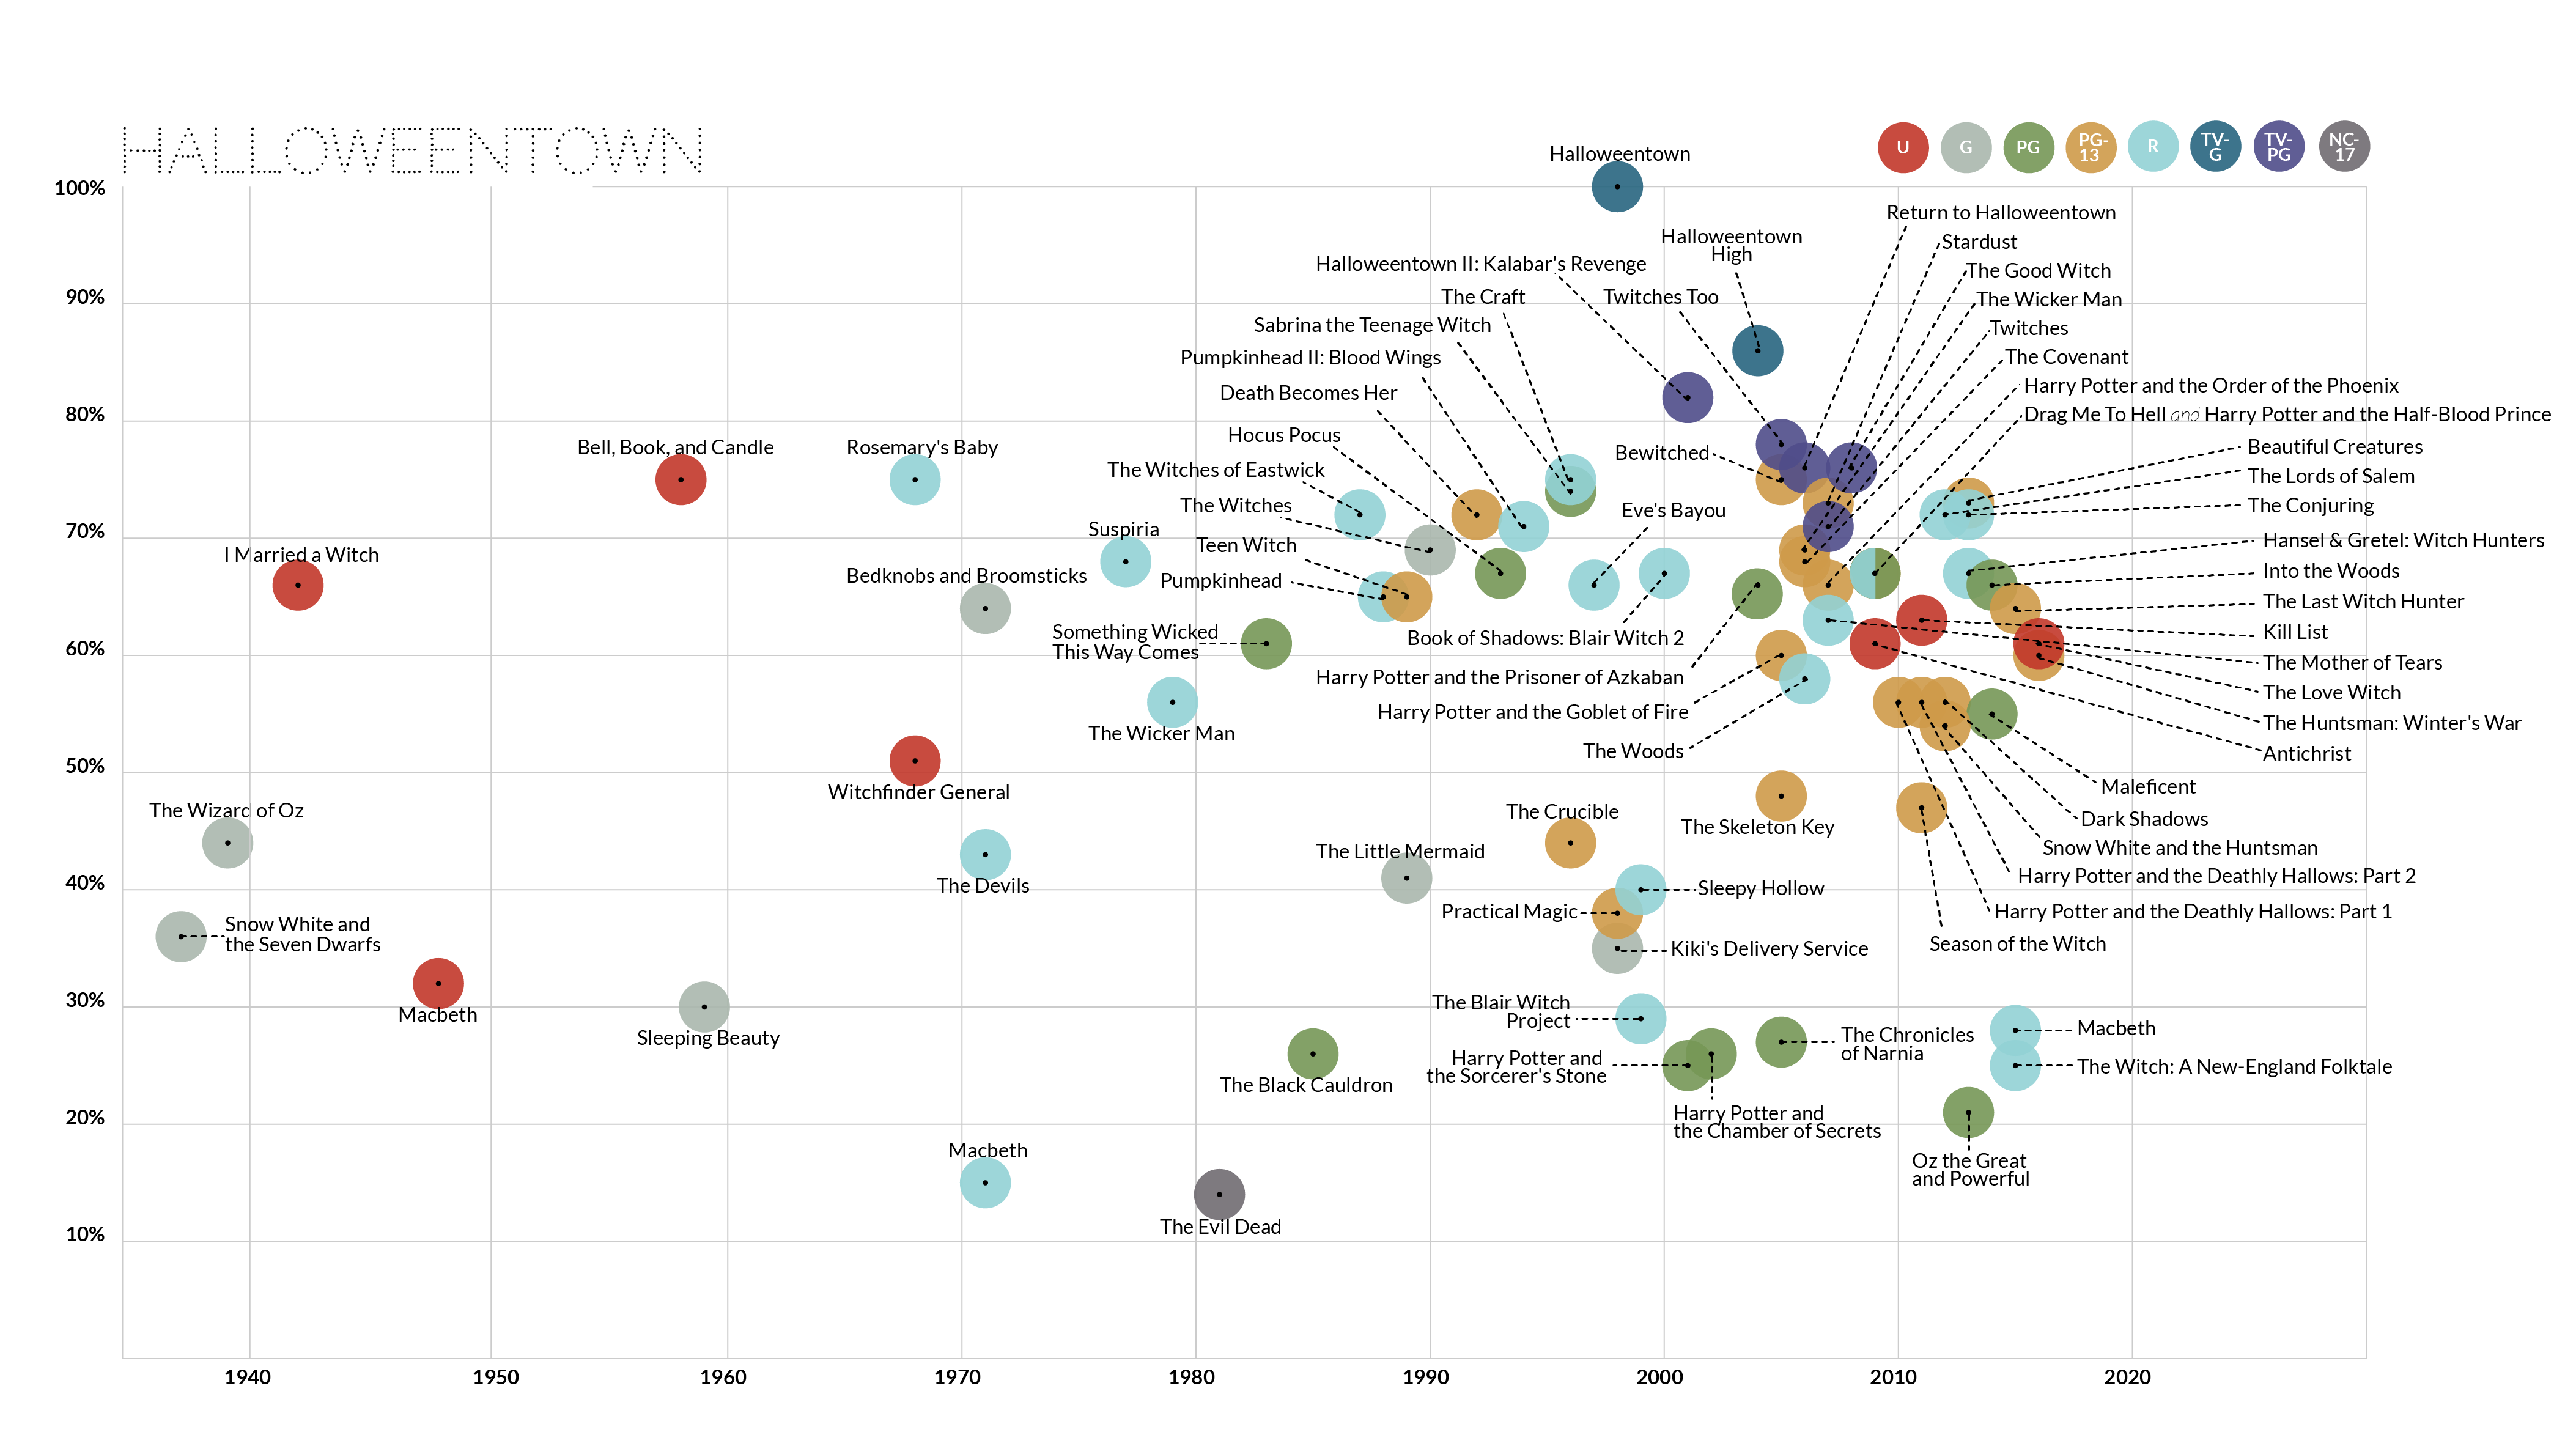 HALLOWEENTOWN
U
G
PG
PG-
13
R
TV-
G
TV-
PG
NC-
17
100%
90%
80%
70%
60%
50%
40%
30%
20%
10%
Halloweentown
Return to Halloweentown
Halloweentown
High
Stardust
Halloweentown II: Kalabar's Revenge
The Good Witch
The Craft
Twitches Too
The Wicker Man
Sabrina the Teenage Witch
Twitches
Pumpkinhead II: Blood Wings
The Covenant
Death Becomes Her
Harry Potter and the Order of the Phoenix
Drag Me To Hell and Harry Potter and the Half-Blood Prince
Hocus Pocus
Bell, Book, and Candle
Rosemary's Baby
Bewitched
Beautiful Creatures
The Witches of Eastwick
The Lords of Salem
The Witches
The Conjuring
Eve's Bayou
Suspiria
Teen Witch
Hansel & Gretel: Witch Hunters
I Married a Witch
Bedknobs and Broomsticks
Pumpkinhead
Into the Woods
The Last Witch Hunter
Something Wicked
This Way Comes
Book of Shadows: Blair Witch 2
Kill List
The Mother of Tears
Harry Potter and the Prisoner of Azkaban
The Love Witch
Harry Potter and the Goblet of Fire
The Huntsman: Winter's War
The Wicker Man
The Woods
Antichrist
Witchfinder General
Maleficent
The Wizard of Oz
The Crucible
The Skeleton Key
Dark Shadows
Snow White and the Huntsman
The Little Mermaid
Harry Potter and the Deathly Hallows: Part 2
The Devils
Sleepy Hollow
Practical Magic
Harry Potter and the Deathly Hallows: Part 1
Snow White and
the Seven Dwarfs
Kiki's Delivery Service
Season of the Witch
Macbeth
Sleeping Beauty
The Blair Witch
Project
The Chronicles
of Narnia
Macbeth
Harry Potter and
the Sorcerer's Stone
The Witch: A New-England Folktale
The Black Cauldron
Harry Potter and
the Chamber of Secrets
Macbeth
Oz the Great
and Powerful
The Evil Dead
1940
1950
1960
1970
1980
1990
2000
2010
2020